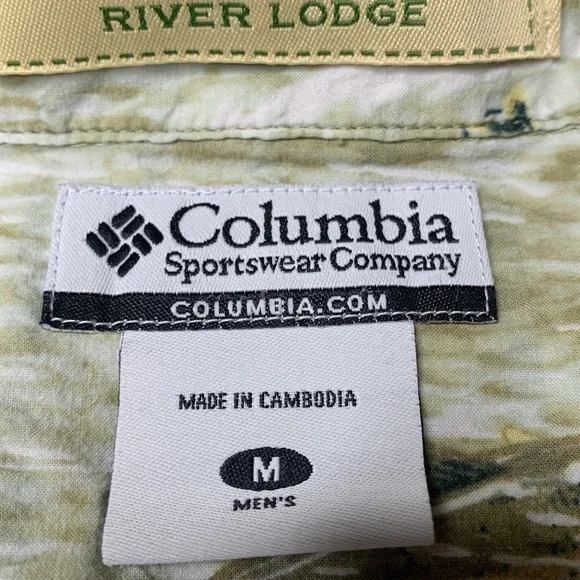 RIVER LODGE
Columbia
Sportswear Company
COLUMBIA.COM
MADE IN CAMBODIA
M
MEN'S